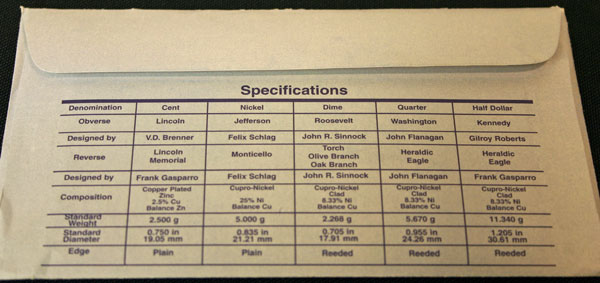 Specifications
Denomination Cent Nickel Dime Quarter Half Dollar
Obverse Lincoln Jefferson Roosevelt Washington Kennedy
Designed by V.D. Brenner Felix Schlag John R. Sinnock John Flanagan Gilroy Roberts
Reverse Lincoln Memorial Monticello Torch Olive Branch Oak Branch Heraldic Eagle Heraldic Eagle
Designed by Frank Gasparro Felix Schlag John R. Sinnock John Flanagan Frank Gasparro
Composition Copper Plated Zinc 2.5% Cu Balance Zn Cupro-Nickel 25% Ni Balance Cu Cupro-Nickel Clad 8.33% Ni Balance Cu Cupro-Nickel Clad 8.33% Ni Balance Cu Cupro-Nickel Clad 8.33% Ni Balance Cu
Standard Weight 2.500 g 5.000 g 2.268 g 5.670 g 11.340 g
Standard Diameter 0.750 in 19.05 mm 0.835 in 21.21 mm 0.705 in 17.91 mm 0.955 in 24.26 mm 1.205 in 30.61 mm
Edge Plain Plain Reeded Reeded Reeded